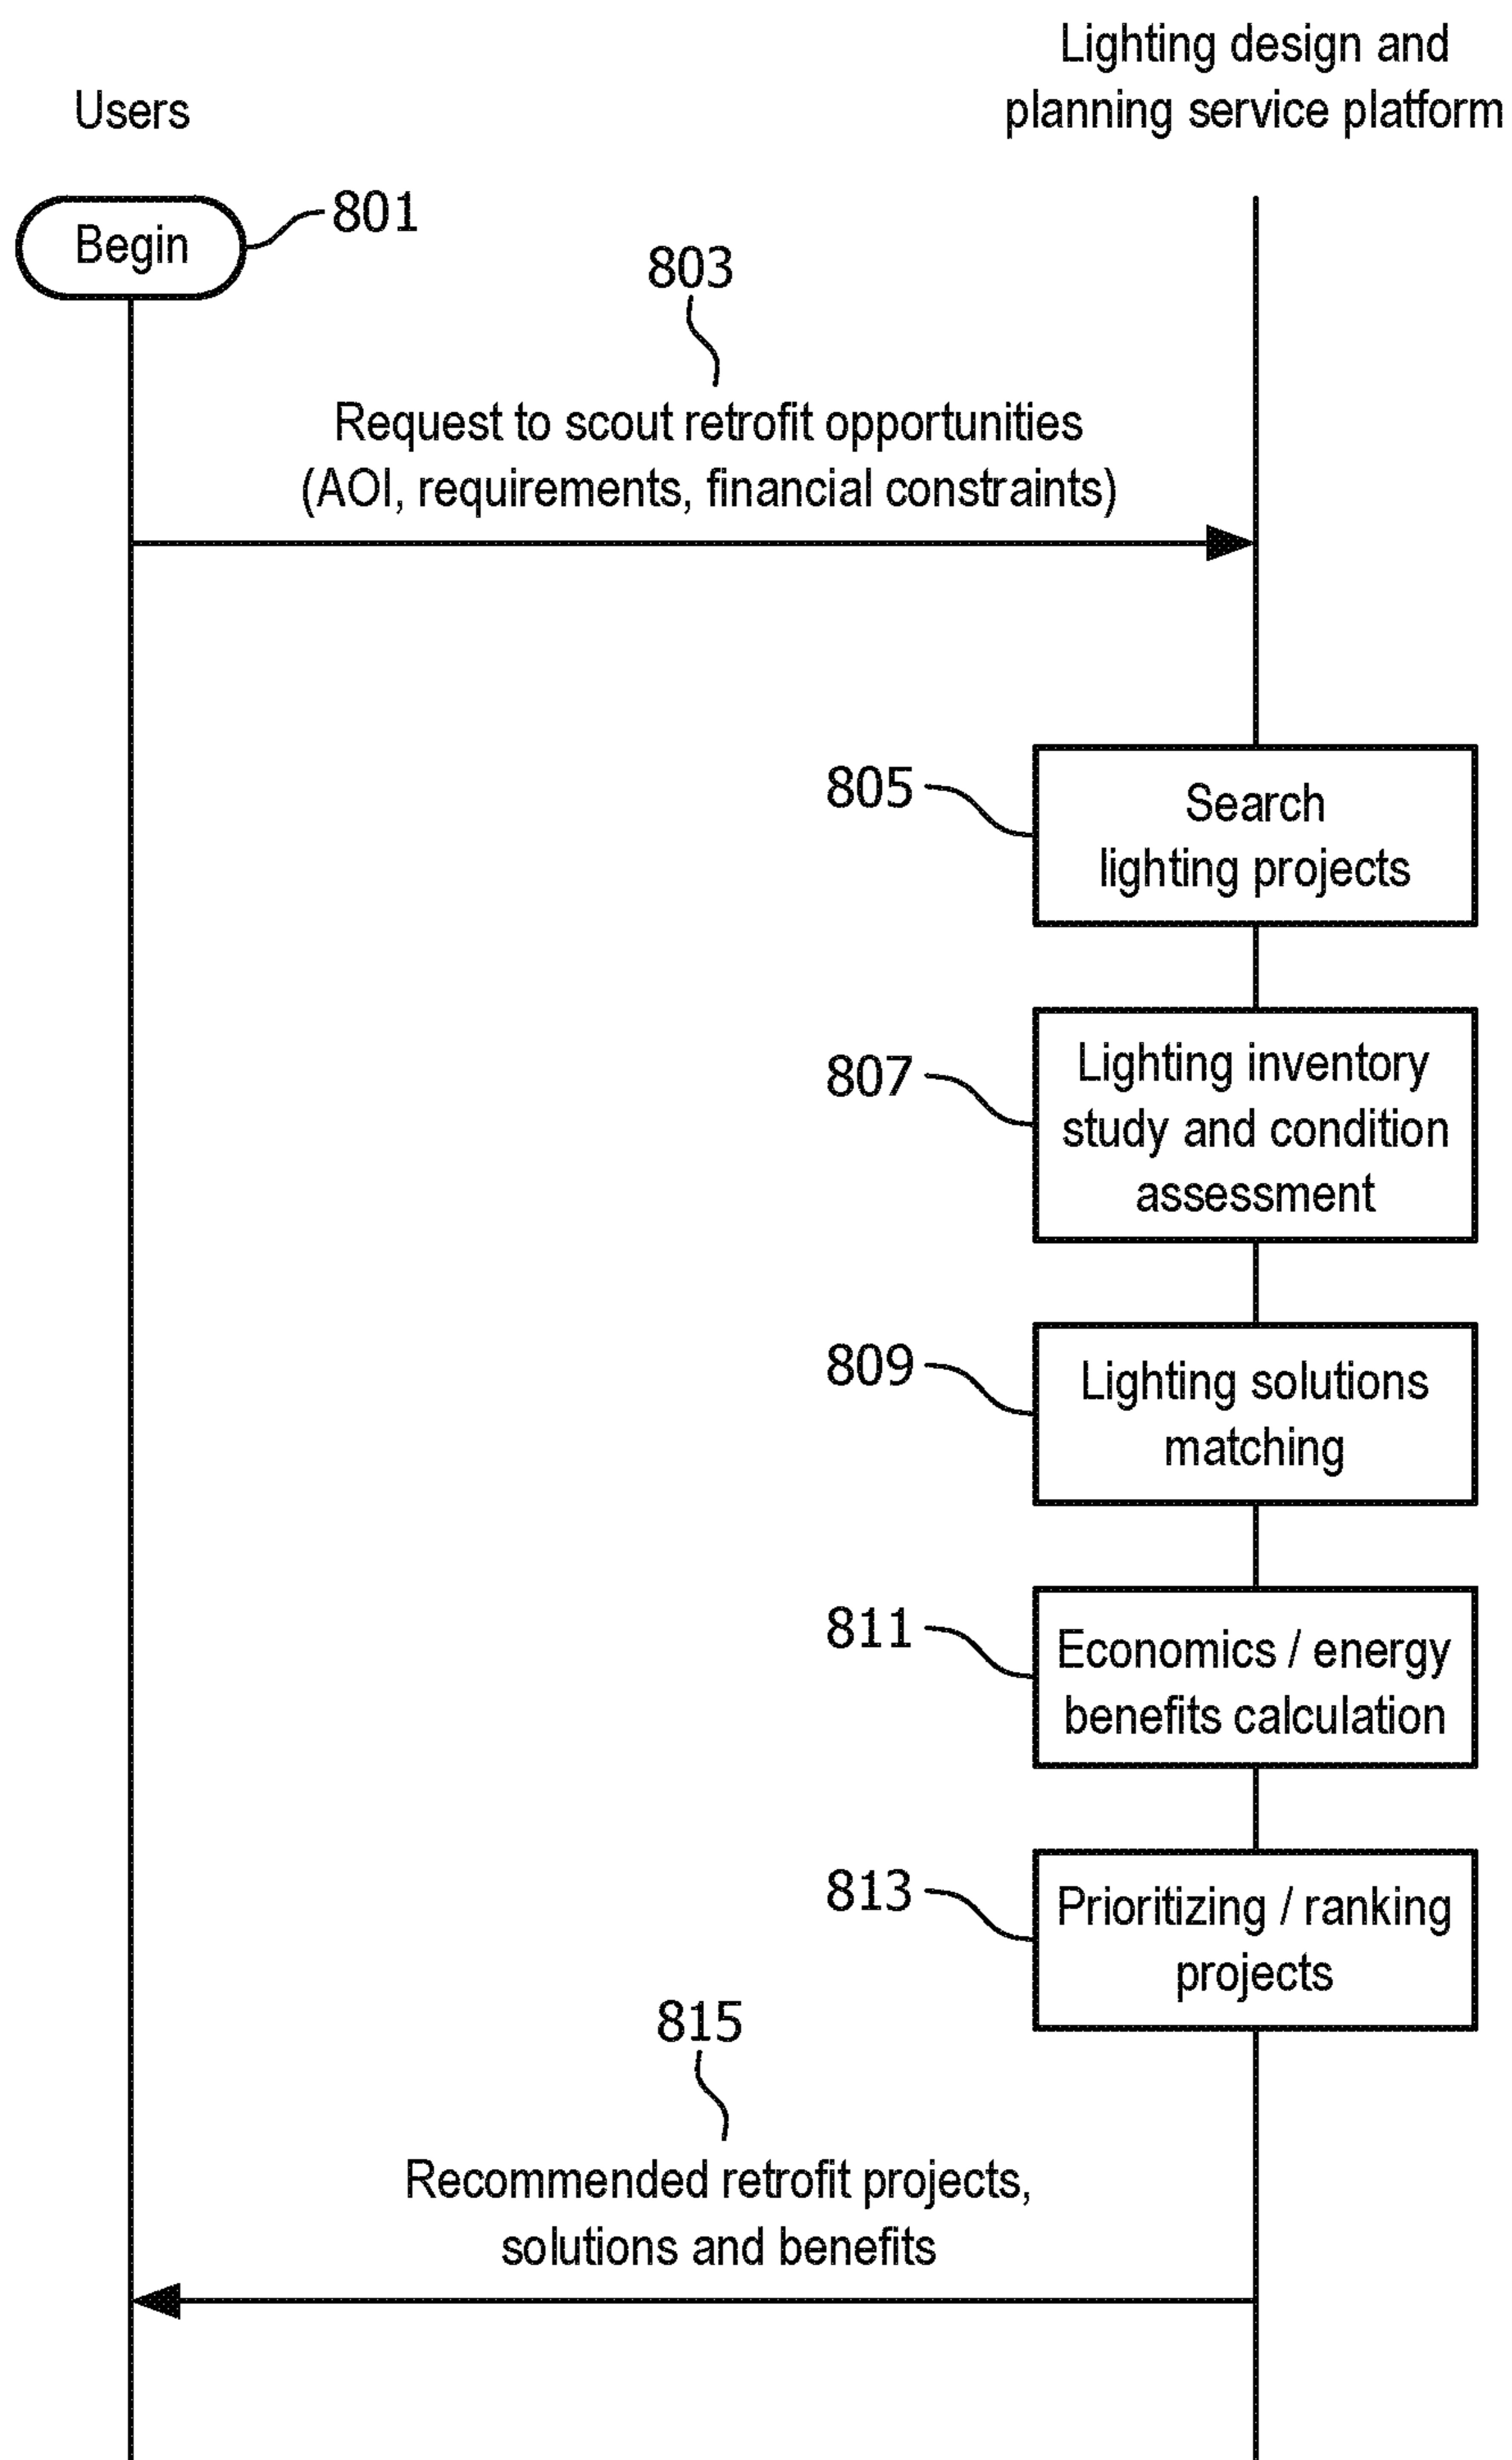 Users
Lighting design and
planning service platform
Begin
801
803
Request to scout retrofit opportunities
(AOI, requirements, financial constraints)
805
Search
lighting projects
807
Lighting inventory
study and condition
assessment
809
Lighting solutions
matching
811
Economics / energy
benefits calculation
813
Prioritizing / ranking
projects
815
Recommended retrofit projects,
solutions and benefits